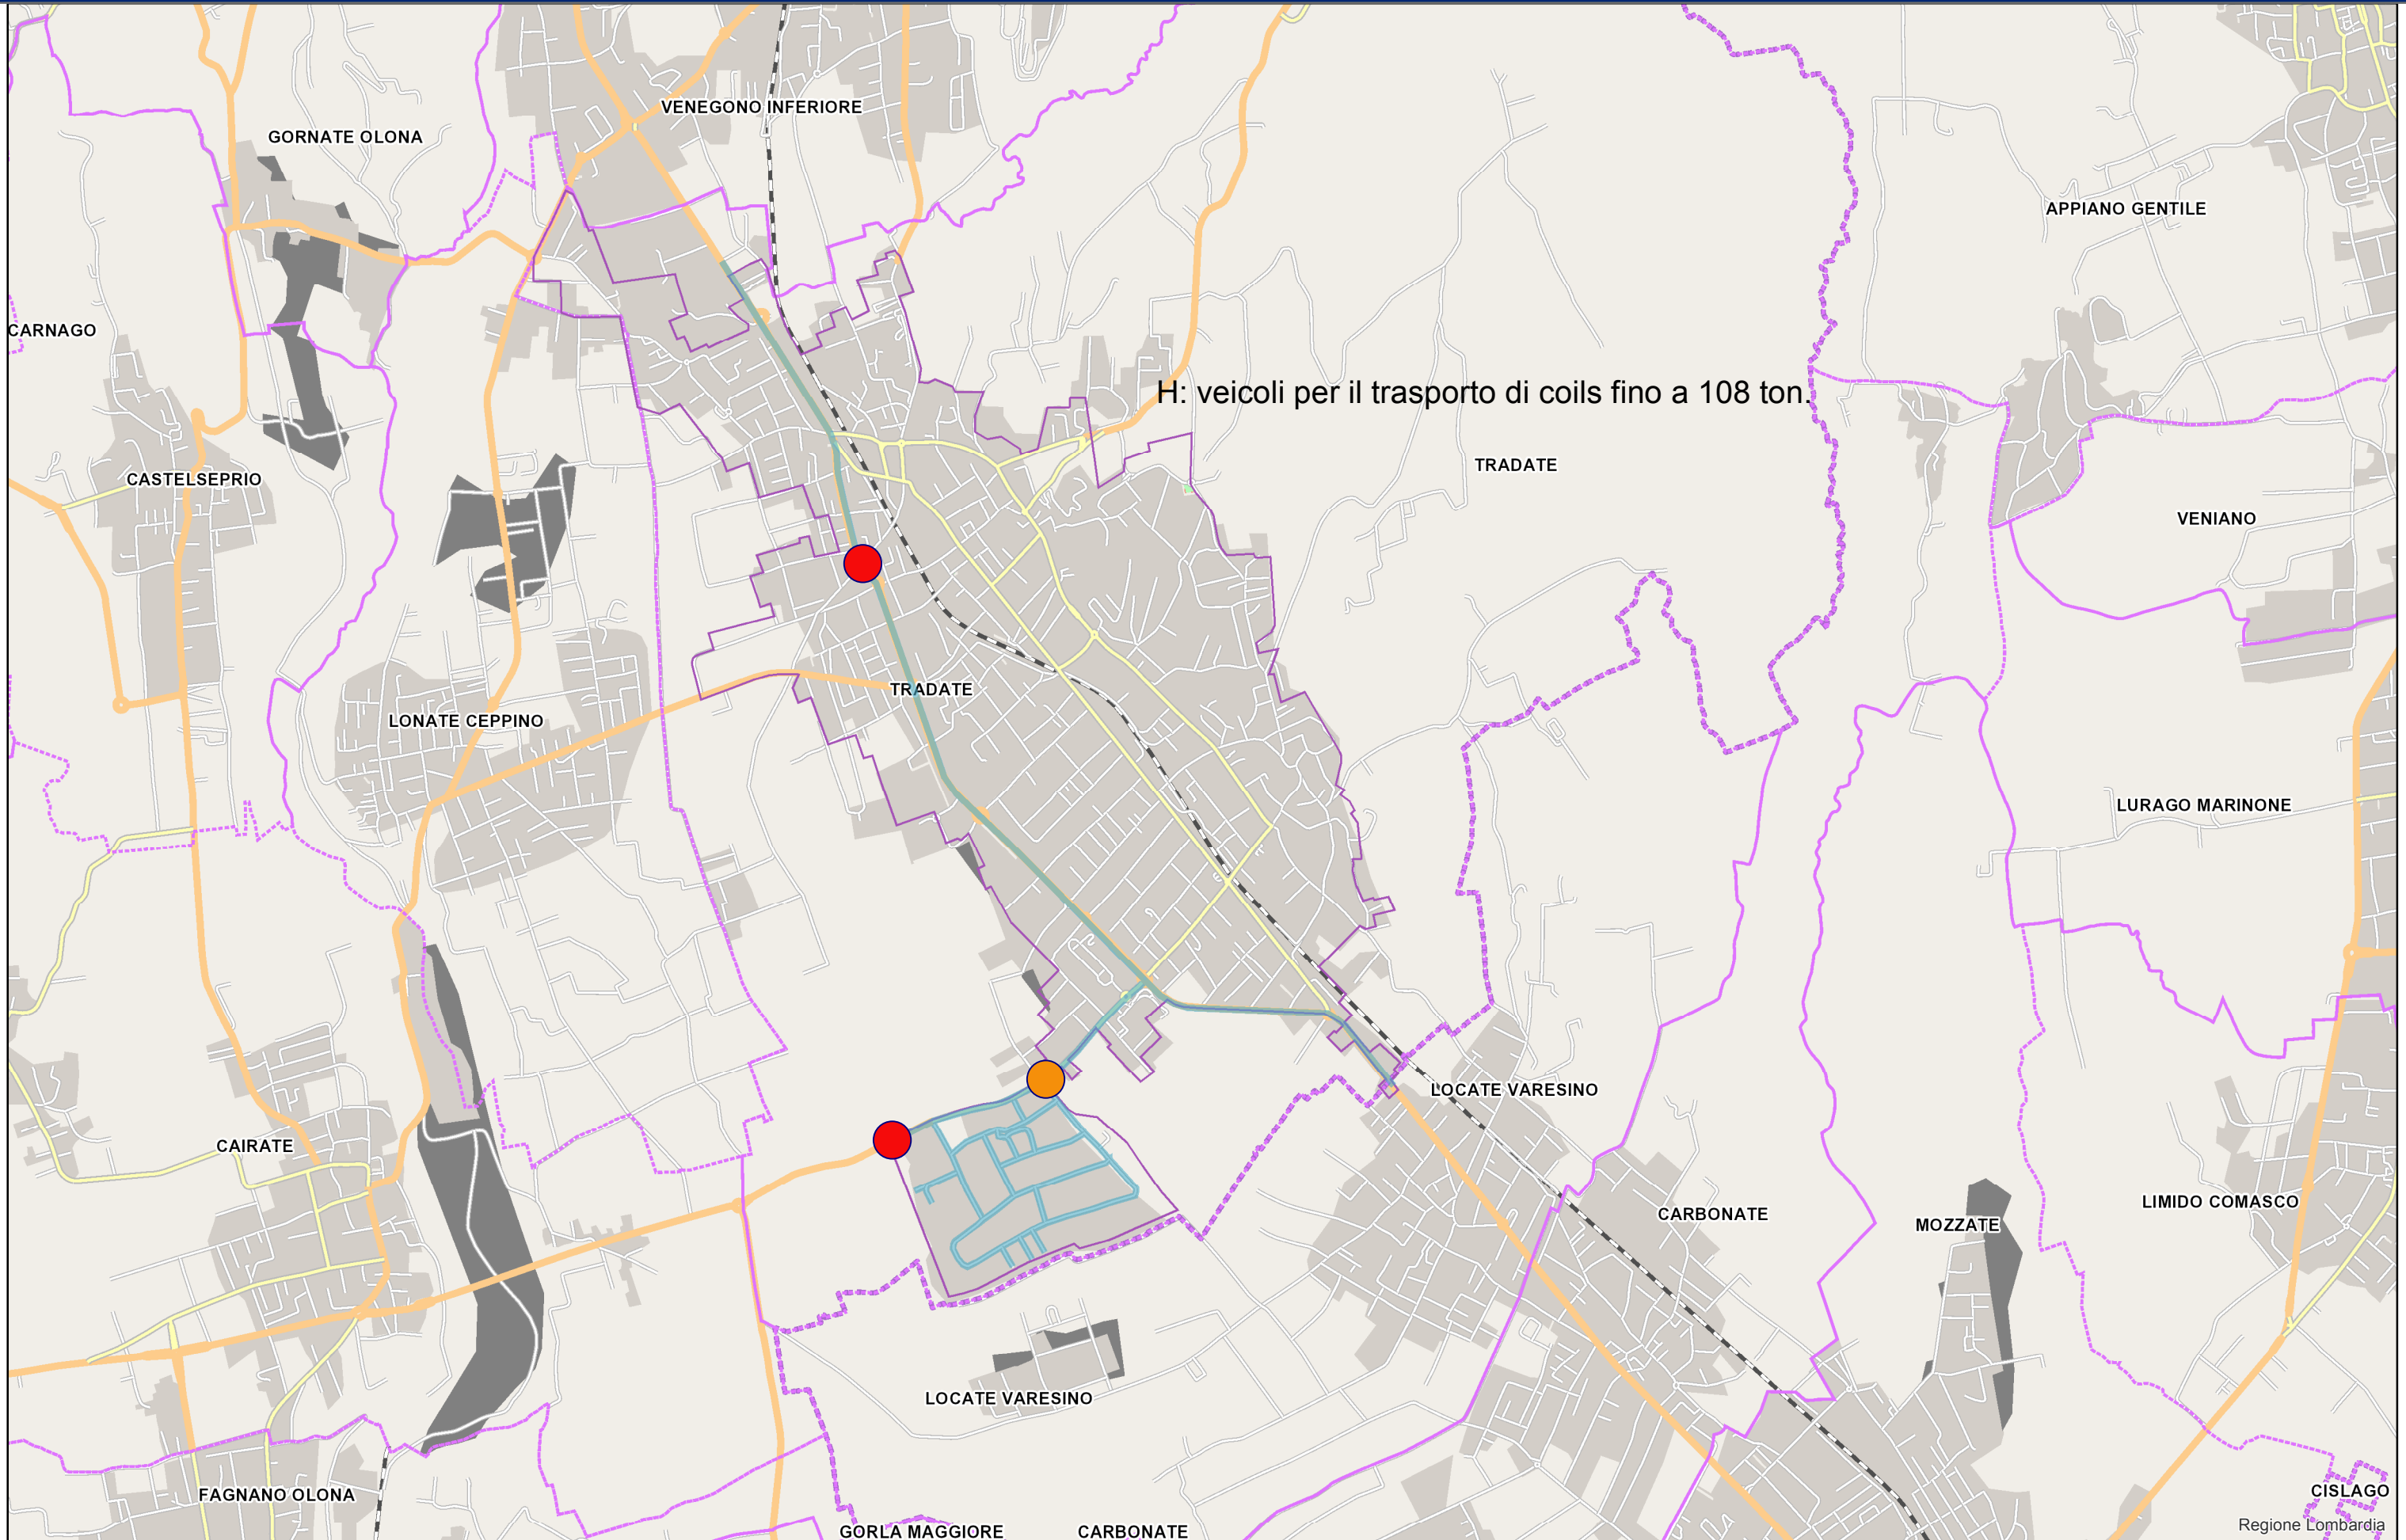 VENEGONO INFERIORE
GORNATE OLONA
APPIANO GENTILE
CARNAGO
H: veicoli per il trasporto di coils fino a 108 ton.
TRADATE
CASTELSEPRIO
VENIANO
TRADATE
LONATE CEPPINO
LURAGO MARINONE
LOCATE VARESINO
CAIRATE
LIMIDO COMASCO
CARBONATE
MOZZATE
LOCATE VARESINO
CISLAGO
FAGNANO OLONA
Regione Lombardia
GORLA MAGGIORE
CARBONATE